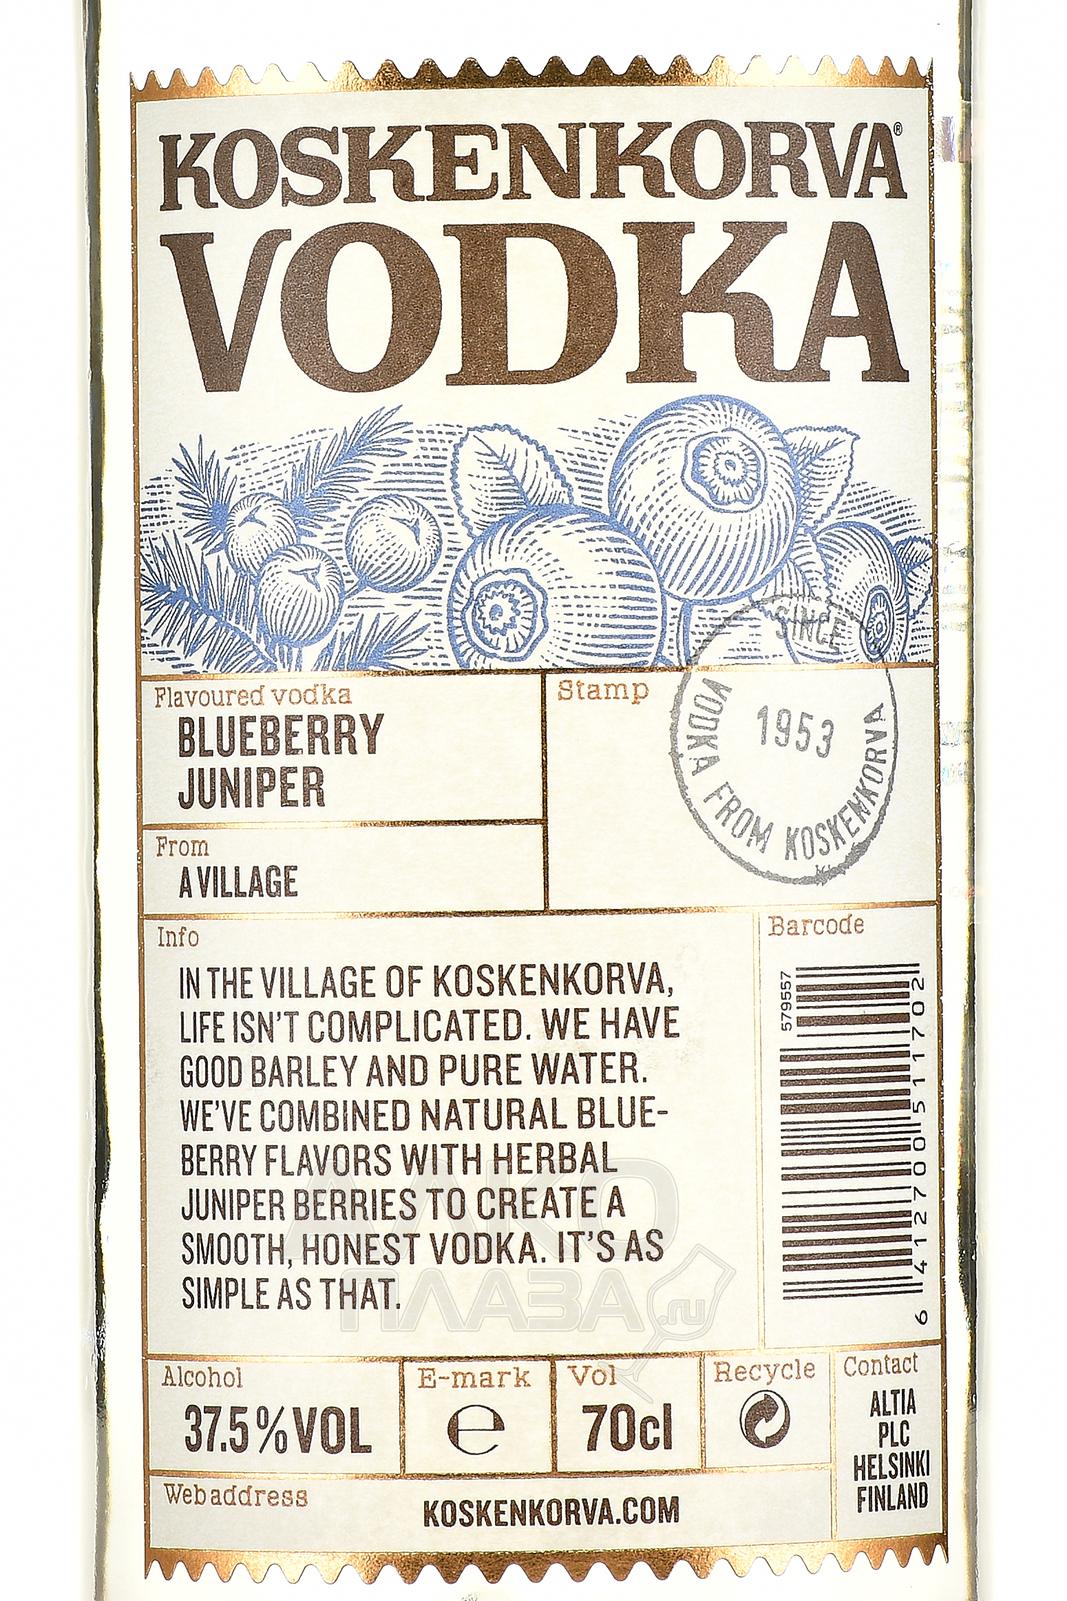 KOSKENKORVA®
VODKA
Flavoured vodka
BLUEBERRY
JUNIPER
From
A VILLAGE
Stamp
SINCE
1953
VODKA FROM KOSKENKORVA
Info
IN THE VILLAGE OF KOSKENKORVA,
LIFE ISN'T COMPLICATED. WE HAVE
GOOD BARLEY AND PURE WATER.
WE'VE COMBINED NATURAL BLUE-
BERRY FLAVORS WITH HERBAL
JUNIPER BERRIES TO CREATE A
SMOOTH, HONEST VODKA. IT'S AS
SIMPLE AS THAT.
Barcode
579557
6 412700 511702
АЛКО
ПЛАЗА.ru
Alcohol
37.5% VOL
E-mark
e
Vol
70cl
Recycle
Contact
ALTIA
PLC
HELSINKI
FINLAND
Web address
KOSKENKORVA.COM